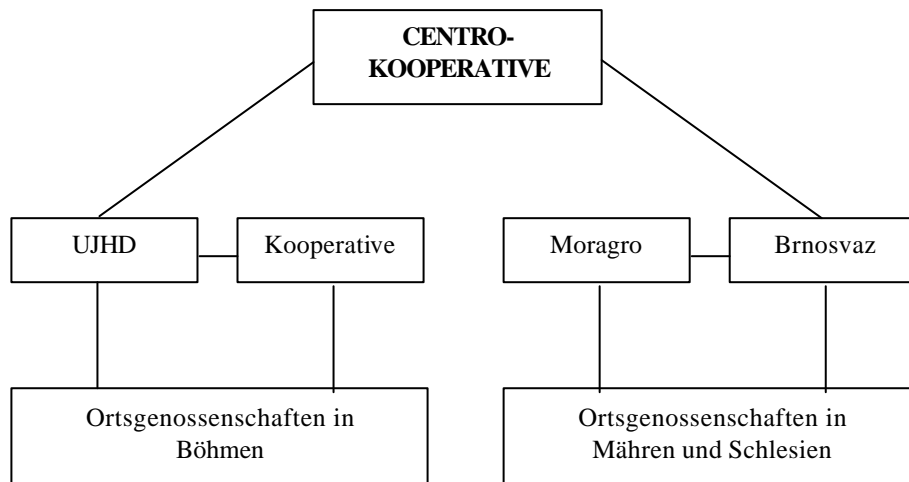 CENTRO-
KOOPERATIVE
UJHD
Kooperative
Moragro
Brnosvaz
Ortsgenossenschaften in
Böhmen
Ortsgenossenschaften in
Mähren und Schlesien